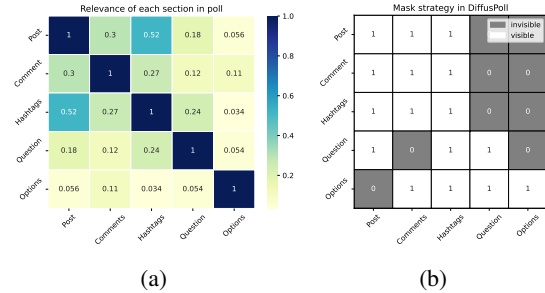 Relevance of each section in poll
Post 1 0.3 0.52 0.18 0.056
Comment 0.3 1 0.27 0.12 0.11
Hashtags 0.52 0.27 1 0.24 0.034
Question 0.18 0.12 0.24 1 0.054
Options 0.056 0.11 0.034 0.054 1
Post Comments Hashtags Question Options
1.0
0.8
0.6
0.4
0.2
(a)
Mask strategy in DiffusPoll
invisible
visible
Post 1 1 1
Comment 1 1 1 0 0
Hashtags 1 1 1 0 0
Question 1 0 1 1 0
Options 0 1 1 1 1
Post Comments Hashtags Question Options
(b)